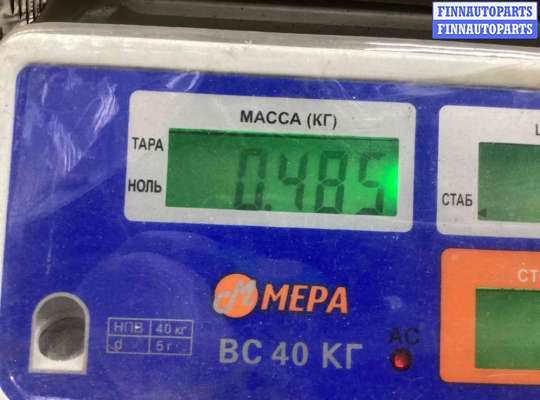 FINNAUTOPARTS
FINNAUTOPARTS
МАССА (КГ)
ТАРА
НОЛЬ
0.485
СТАБ
МЕРА
НПВ 40 кг
d 5 г
ВС 40 КГ
АС